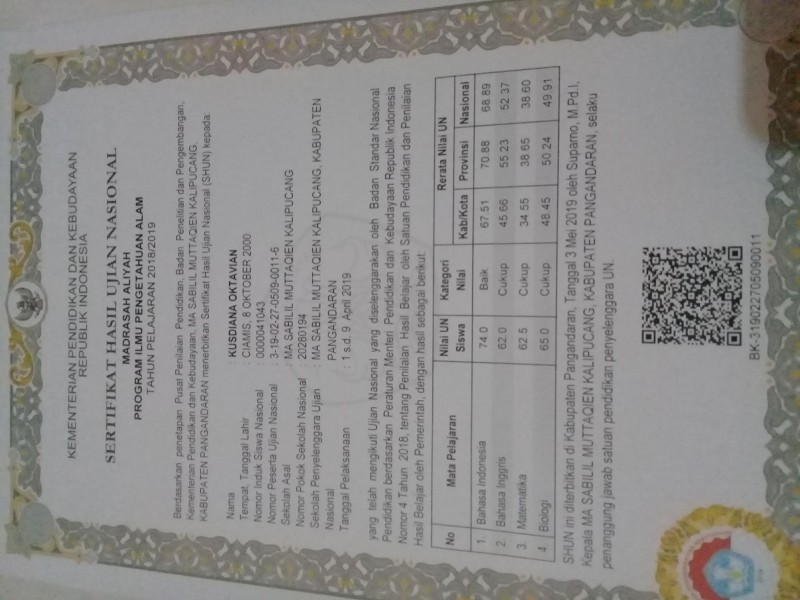 KEMENTERIAN PENDIDIKAN DAN KEBUDAYAAN
REPUBLIK INDONESIA
SERTIFIKAT HASIL UJIAN NASIONAL
MADRASAH ALIYAH
PROGRAM ILMU PENGETAHUAN ALAM
TAHUN PELAJARAN 2018/2019
Berdasarkan penetapan Pusat Penilaian Pendidikan, Badan Penelitian dan Pengembangan,
Kementerian Pendidikan dan Kebudayaan, MA SABILIL MUTTAQIEN KALIPUCANG,
KABUPATEN PANGANDARAN menerbitkan Sertifikat Hasil Ujian Nasional (SHUN) kepada:
Nama : KUSDIANA OKTAVIAN
Tempat, Tanggal Lahir : CIAMIS, 8 OKTOBER 2000
Nomor Induk Siswa Nasional : 0000041043
Nomor Peserta Ujian Nasional : 3-19-02-27-0509-0011-6
Sekolah Asal : MA SABILIL MUTTAQIEN KALIPUCANG
Nomor Pokok Sekolah Nasional : 20280194
Sekolah Penyelenggara Ujian : MA SABILIL MUTTAQIEN KALIPUCANG, KABUPATEN
Nasional PANGANDARAN
Tanggal Pelaksanaan : 1 s.d. 9 April 2019
yang telah mengikuti Ujian Nasional yang diselenggarakan oleh Badan Standar Nasional
Pendidikan berdasarkan Peraturan Menteri Pendidikan dan Kebudayaan Republik Indonesia
Nomor 4 Tahun 2018, tentang Penilaian Hasil Belajar oleh Satuan Pendidikan dan Penilaian
Hasil Belajar oleh Pemerintah, dengan hasil sebagai berikut:
No Mata Pelajaran Nilai UN Siswa Kategori Nilai Rerata Nilai UN
Kab/Kota Provinsi Nasional
1. Bahasa Indonesia 74.0 Baik 67.51 70.88 68.89
2. Bahasa Inggris 62.0 Cukup 45.66 55.23 52.37
3. Matematika 62.5 Cukup 34.55 38.65 38.60
4. Biologi 65.0 Cukup 48.45 50.24 49.91
SHUN ini diterbitkan di Kabupaten Pangandaran, Tanggal 3 Mei 2019 oleh Suparno, M.Pd.I,
Kepala MA SABILIL MUTTAQIEN KALIPUCANG, KABUPATEN PANGANDARAN, selaku
penanggung jawab satuan pendidikan penyelenggara UN.
BK-319022705090011